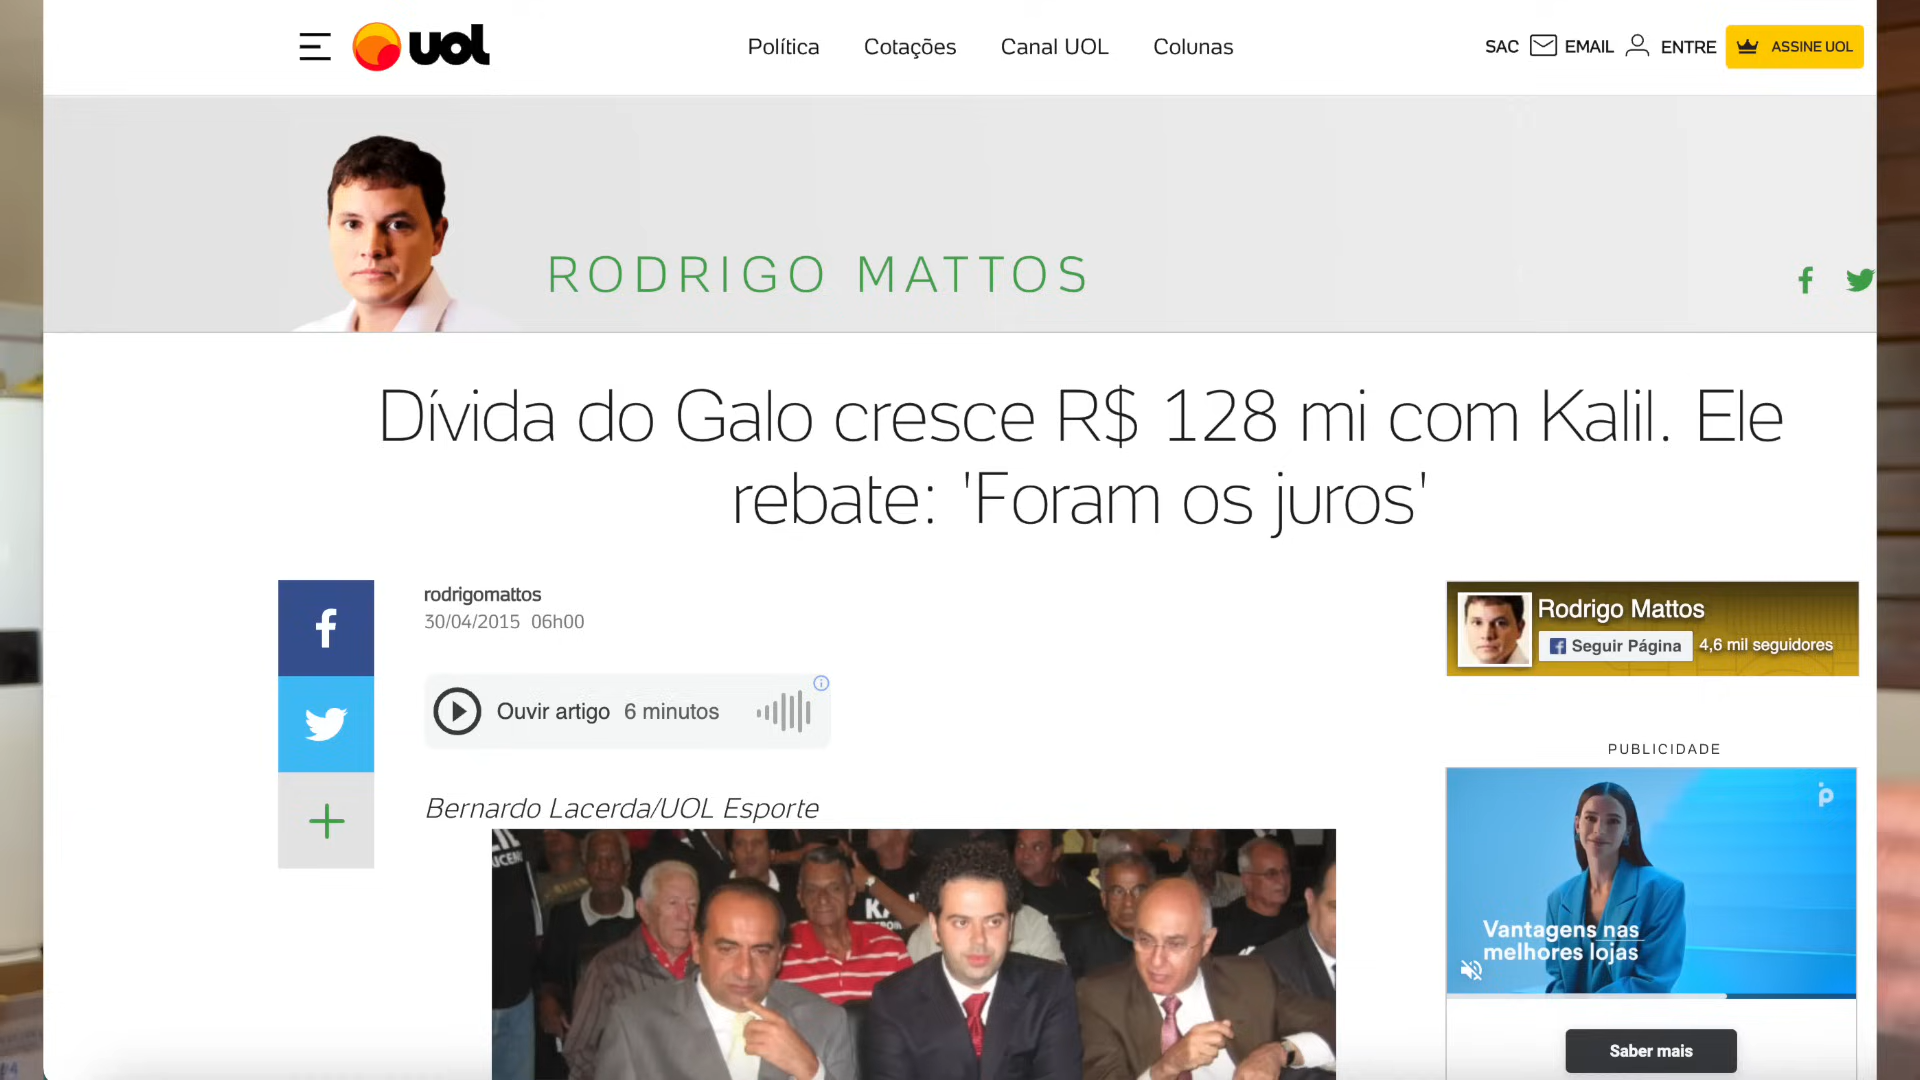 uol
Política
Cotações
Canal UOL
Colunas
SAC
EMAIL
ENTRE
ASSINE UOL
RODRIGO MATTOS
Dívida do Galo cresce R$ 128 mi com Kalil. Ele
rebate: 'Foram os juros'
rodrigomattos
30/04/2015 06h00
Ouvir artigo 6 minutos
Bernardo Lacerda/UOL Esporte
Rodrigo Mattos
Seguir Página
4,6 mil seguidores
PUBLICIDADE
Vantagens nas
melhores lojas
Saber mais